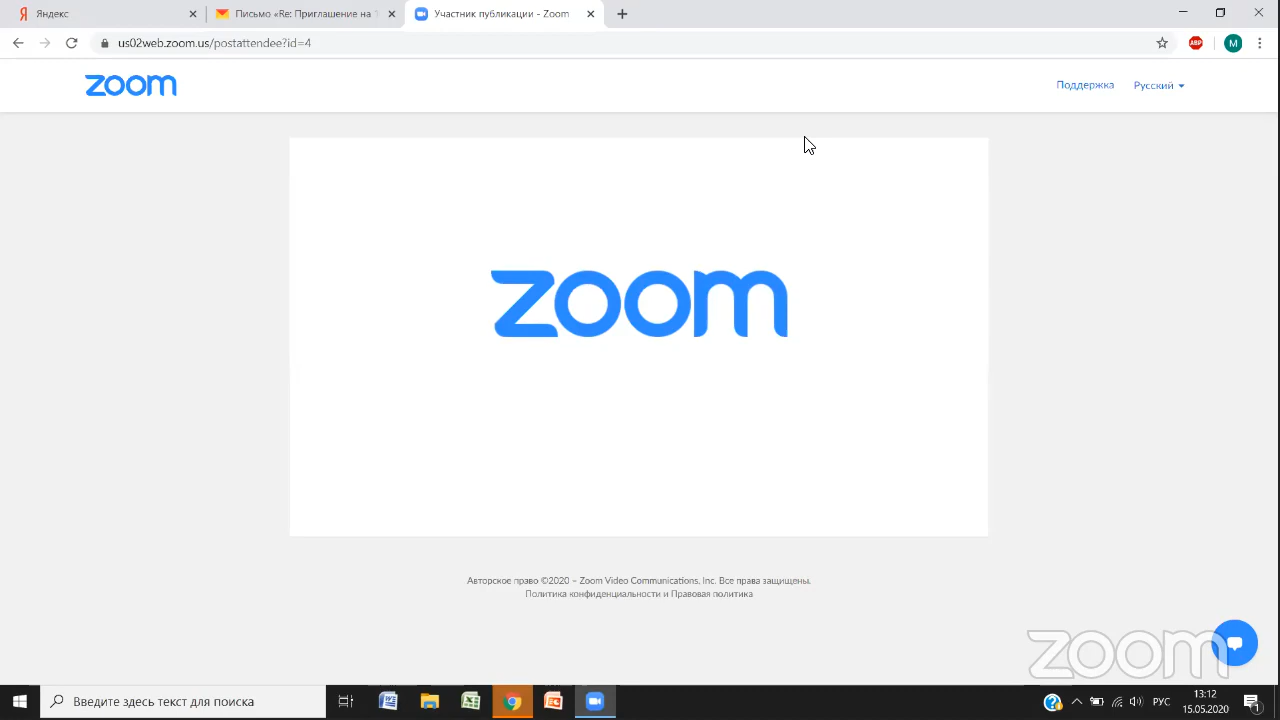 Яндекс
Письмо «Re: Приглашение на
Участник публикации - Zoom
us02web.zoom.us/postattendee?id=4
ABP
M
zoom
Поддержка
Русский
zoom
Авторское право ©2020 – Zoom Video Communications, Inc. Все права защищены.
Политика конфиденциальности и Правовая политика
zoom
Введите здесь текст для поиска
РУС
13:12
15.05.2020